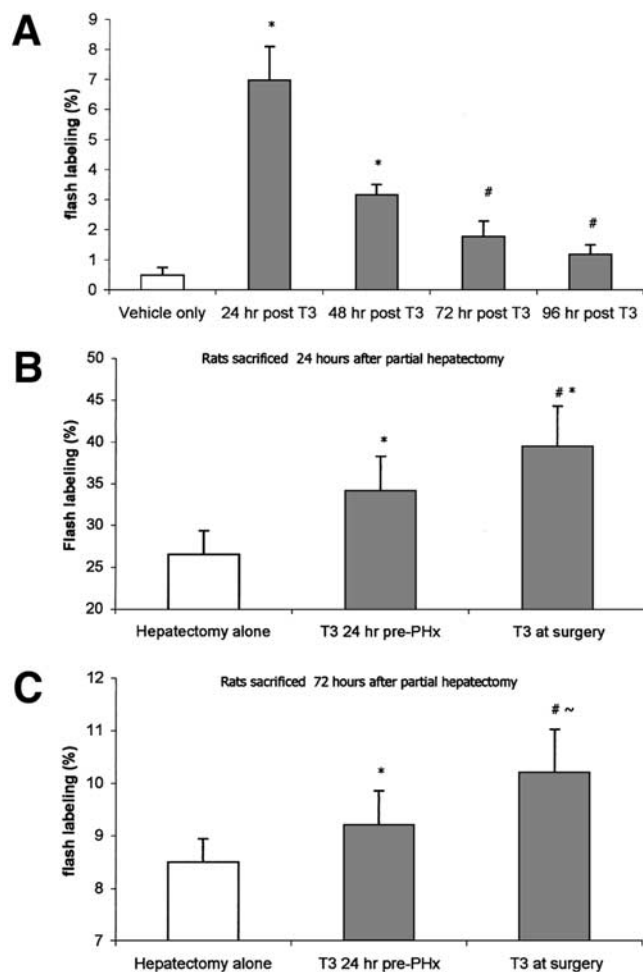 A
flash labeling (%)
9
8
7
6
5
4
3
2
1
0
*
*
#
#
Vehicle only
24 hr post T3
48 hr post T3
72 hr post T3
96 hr post T3
B
Rats sacrificed 24 hours after partial hepatectomy
Flash labeling (%)
50
45
40
35
30
25
20
*
# *
Hepatectomy alone
T3 24 hr pre-PHx
T3 at surgery
C
Rats sacrificed 72 hours after partial hepatectomy
flash labeling (%)
12
11
10
9
8
7
*
# ~
Hepatectomy alone
T3 24 hr pre-PHx
T3 at surgery